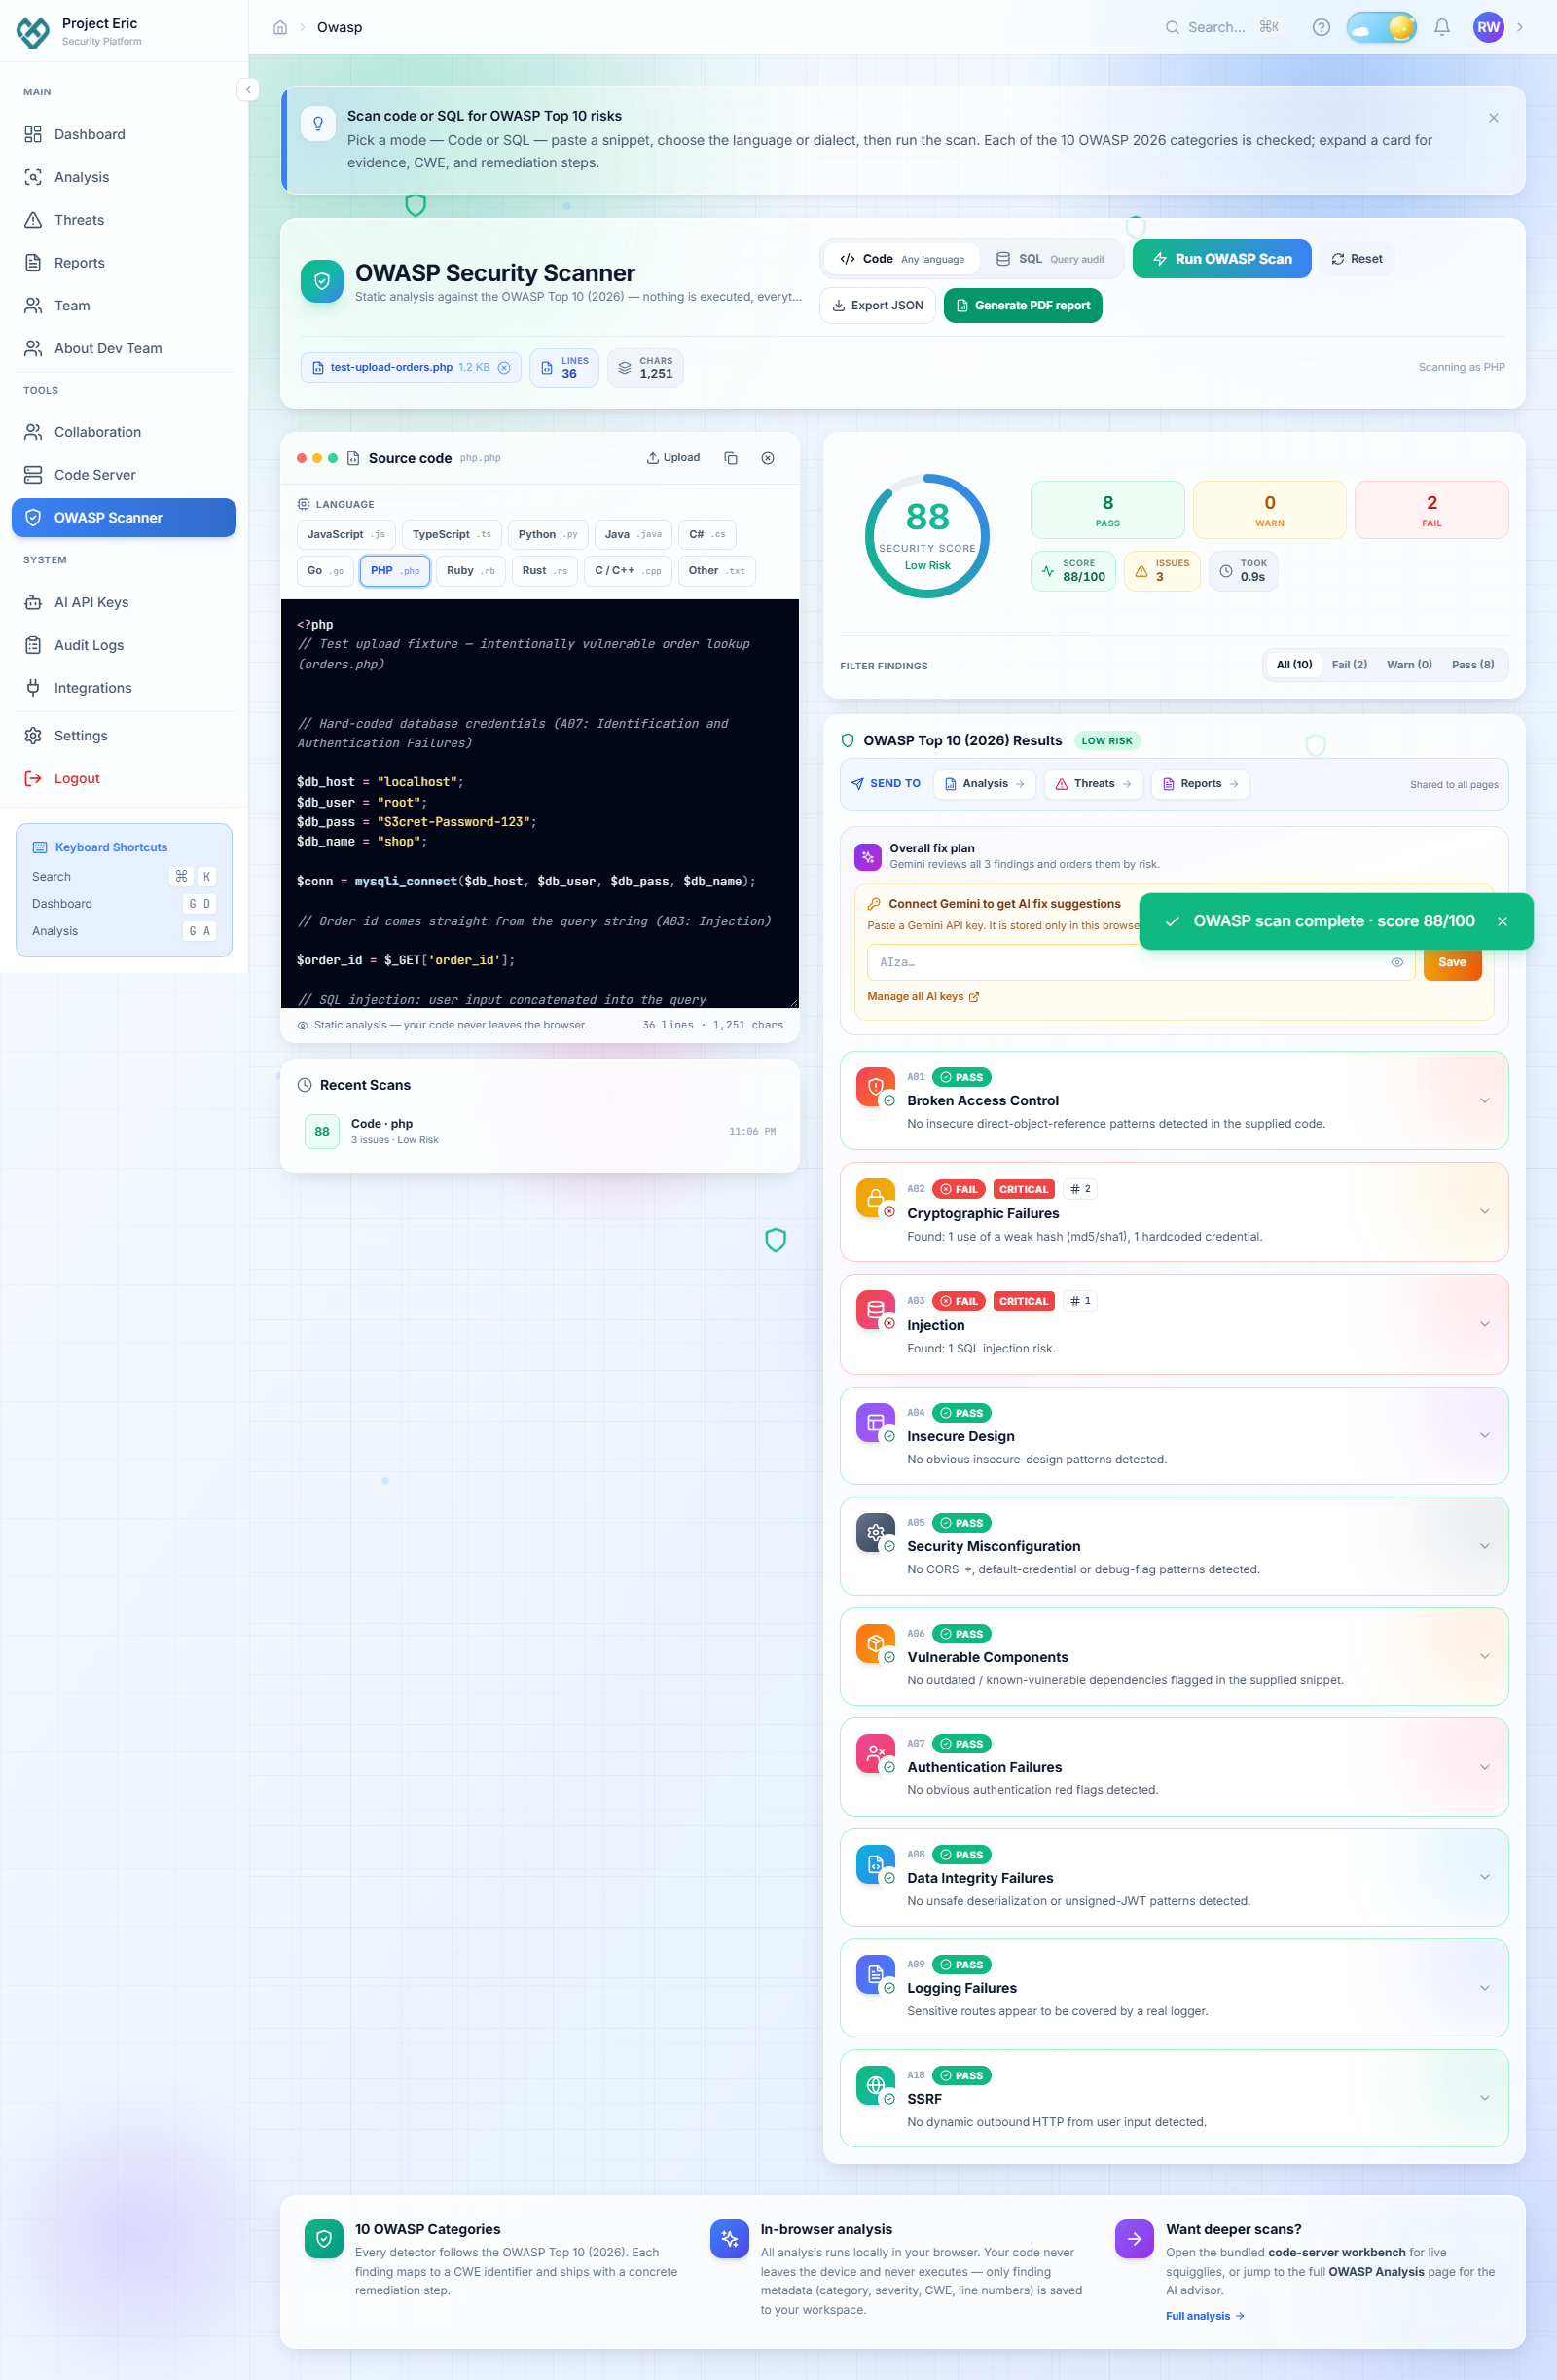 Project Eric
Security Platform
MAIN
Dashboard
Analysis
Threats
Reports
Team
About Dev Team
TOOLS
Collaboration
Code Server
OWASP Scanner
SYSTEM
AI API Keys
Audit Logs
Integrations
Settings
Logout
Keyboard Shortcuts
Search ⌘ K
Dashboard G D
Analysis G A
Owasp
Search... ⌘K
RW
Scan code or SQL for OWASP Top 10 risks
Pick a mode — Code or SQL — paste a snippet, choose the language or dialect, then run the scan. Each of the 10 OWASP 2026 categories is checked; expand a card for
evidence, CWE, and remediation steps.
OWASP Security Scanner
Static analysis against the OWASP Top 10 (2026) — nothing is executed, everyt...
Code Any language SQL Query audit Run OWASP Scan Reset
Export JSON Generate PDF report
test-upload-orders.php 1.2 KB
LINES
36
CHARS
1,251
Scanning as PHP
Source code php.php Upload
LANGUAGE
JavaScript .js TypeScript .ts Python .py Java .java C# .cs
Go .go PHP .php Ruby .rb Rust .rs C / C++ .cpp Other .txt
<?php
// Test upload fixture — intentionally vulnerable order lookup
(orders.php)
// Hard-coded database credentials (A07: Identification and
Authentication Failures)
$db_host = "localhost";
$db_user = "root";
$db_pass = "S3cret-Password-123";
$db_name = "shop";
$conn = mysqli_connect($db_host, $db_user, $db_pass, $db_name);
// Order id comes straight from the query string (A03: Injection)
$order_id = $_GET['order_id'];
// SQL injection: user input concatenated into the query
Static analysis — your code never leaves the browser. 36 lines · 1,251 chars
Recent Scans
88
Code · php
3 issues · Low Risk
11:06 PM
88
SECURITY SCORE
Low Risk
8
PASS
0
WARN
2
FAIL
SCORE
88/100
ISSUES
3
TOOK
0.9s
FILTER FINDINGS
All (10) Fail (2) Warn (0) Pass (8)
OWASP Top 10 (2026) Results LOW RISK
SEND TO Analysis Threats Reports Shared to all pages
Overall fix plan
Gemini reviews all 3 findings and orders them by risk.
Connect Gemini to get AI fix suggestions
Paste a Gemini API key. It is stored only in this browse
AIza… Save
Manage all AI keys
OWASP scan complete · score 88/100
A01 PASS
Broken Access Control
No insecure direct-object-reference patterns detected in the supplied code.
A02 FAIL CRITICAL # 2
Cryptographic Failures
Found: 1 use of a weak hash (md5/sha1), 1 hardcoded credential.
A03 FAIL CRITICAL # 1
Injection
Found: 1 SQL injection risk.
A04 PASS
Insecure Design
No obvious insecure-design patterns detected.
A05 PASS
Security Misconfiguration
No CORS-*, default-credential or debug-flag patterns detected.
A06 PASS
Vulnerable Components
No outdated / known-vulnerable dependencies flagged in the supplied snippet.
A07 PASS
Authentication Failures
No obvious authentication red flags detected.
A08 PASS
Data Integrity Failures
No unsafe deserialization or unsigned-JWT patterns detected.
A09 PASS
Logging Failures
Sensitive routes appear to be covered by a real logger.
A10 PASS
SSRF
No dynamic outbound HTTP from user input detected.
10 OWASP Categories
Every detector follows the OWASP Top 10 (2026). Each
finding maps to a CWE identifier and ships with a concrete
remediation step.
In-browser analysis
All analysis runs locally in your browser. Your code never
leaves the device and never executes — only finding
metadata (category, severity, CWE, line numbers) is saved
to your workspace.
Want deeper scans?
Open the bundled code-server workbench for live
squigglies, or jump to the full OWASP Analysis page for the
AI advisor.
Full analysis